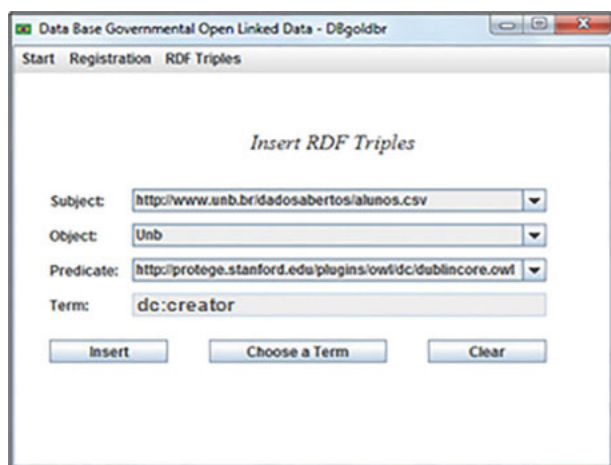 Data Base Governmental Open Linked Data - DBgoldbr
Start Registration RDF Triples
Insert RDF Triples
Subject: http://www.unb.br/dadosabertos/alunos.csv
Object: Unb
Predicate: http://protege.stanford.edu/plugins/owl/dc/dublincore.owl
Term: dc:creator
Insert Choose a Term Clear